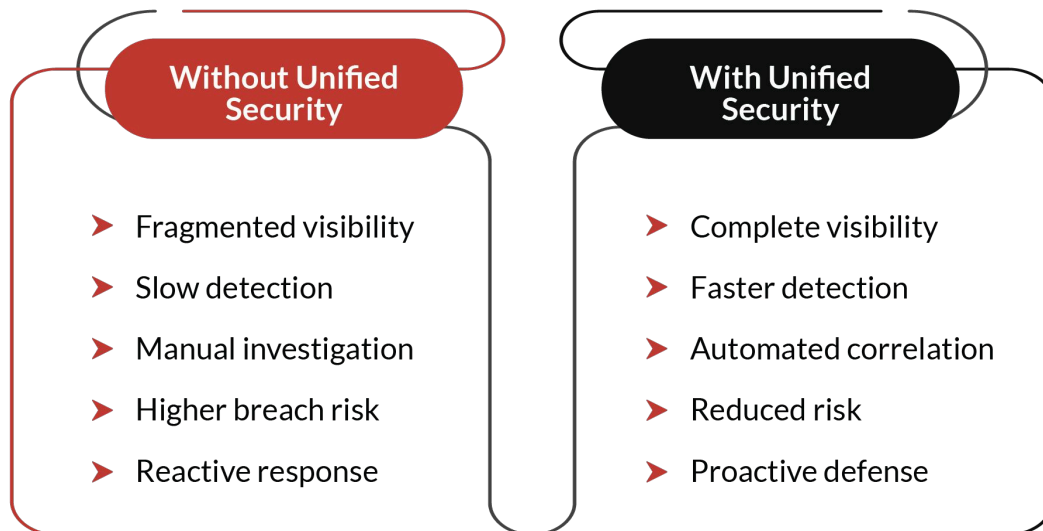 Without Unified
Security
Fragmented visibility
Slow detection
Manual investigation
Higher breach risk
Reactive response
With Unified
Security
Complete visibility
Faster detection
Automated correlation
Reduced risk
Proactive defense